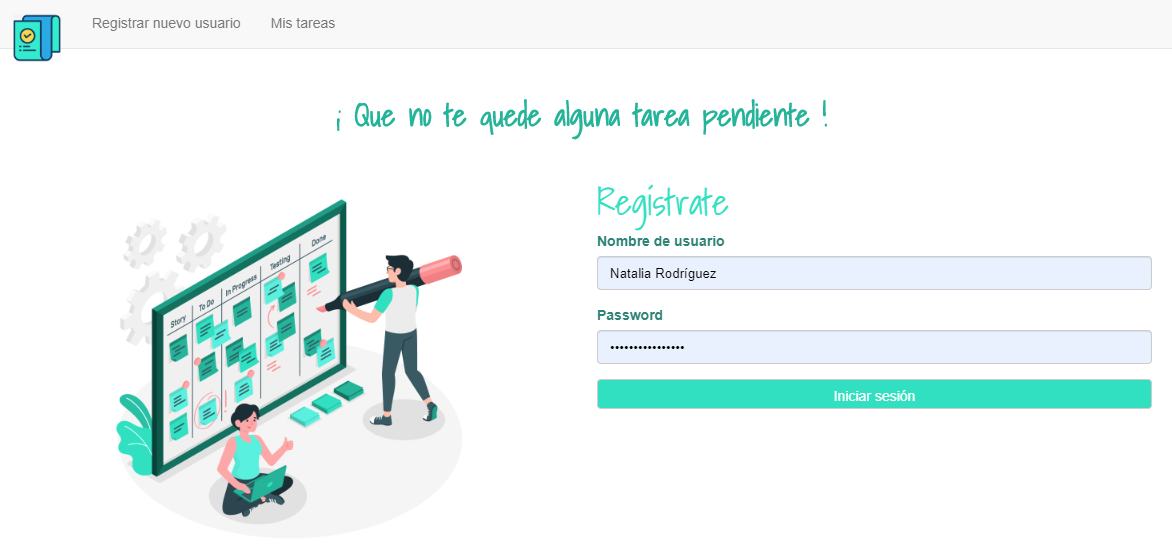 Registrar nuevo usuario
Mis tareas
¡ Que no te quede alguna tarea pendiente !
Story
To Do
In Progress
Testing
Done
Regístrate
Nombre de usuario
Natalia Rodríguez
Password
••••••••••••••••
Iniciar sesión